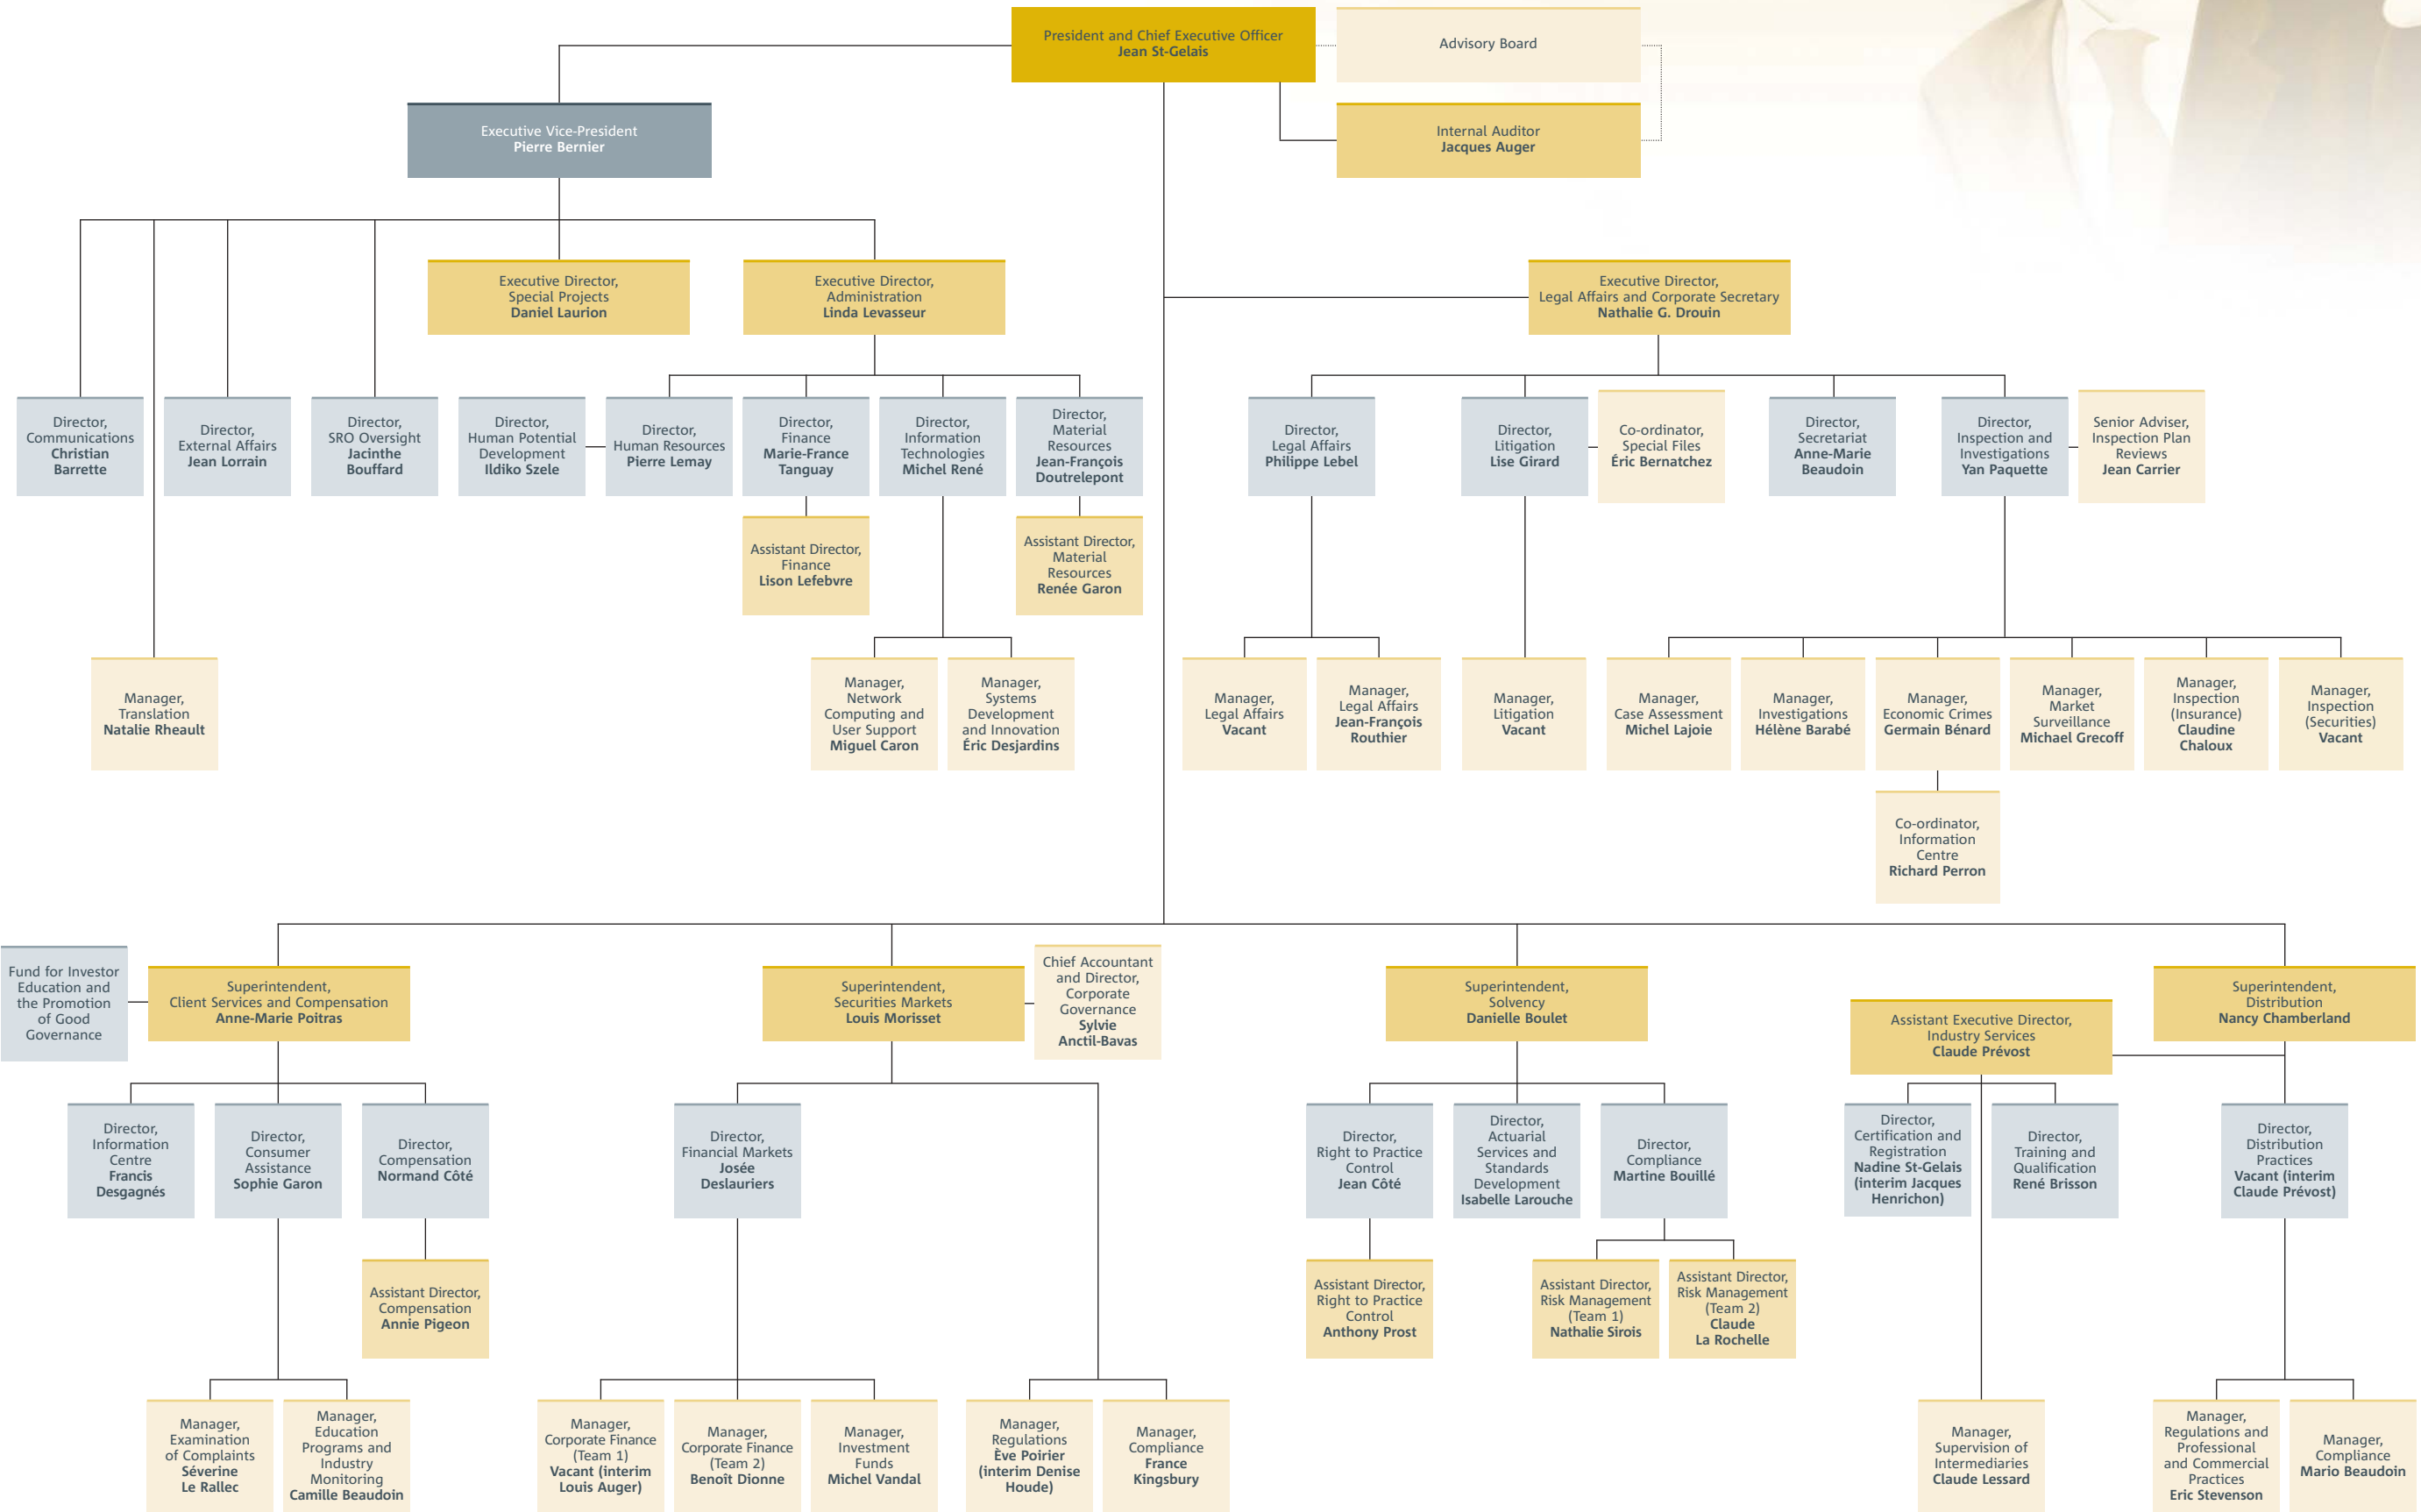 President and Chief Executive Officer
Jean St-Gelais
Advisory Board
Executive Vice-President
Pierre Bernier
Internal Auditor
Jacques Auger
Executive Director,
Special Projects
Daniel Laurion
Executive Director,
Administration
Linda Levasseur
Executive Director,
Legal Affairs and Corporate Secretary
Nathalie G. Drouin
Director,
Communications
Christian
Barrette
Director,
External Affairs
Jean Lorrain
Director,
SRO Oversight
Jacinthe
Bouffard
Director,
Human Potential
Development
Ildiko Szele
Director,
Human Resources
Pierre Lemay
Director,
Finance
Marie-France
Tanguay
Director,
Information
Technologies
Michel René
Director,
Material
Resources
Jean-François
Doutrelepont
Director,
Legal Affairs
Philippe Lebel
Director,
Litigation
Lise Girard
Co-ordinator,
Special Files
Éric Bernatchez
Director,
Secretariat
Anne-Marie
Beaudoin
Director,
Inspection and
Investigations
Yan Paquette
Senior Adviser,
Inspection Plan
Reviews
Jean Carrier
Assistant Director,
Finance
Lison Lefebvre
Assistant Director,
Material
Resources
Renée Garon
Manager,
Translation
Natalie Rheault
Manager,
Network
Computing and
User Support
Miguel Caron
Manager,
Systems
Development
and Innovation
Éric Desjardins
Manager,
Legal Affairs
Vacant
Manager,
Legal Affairs
Jean-François
Routhier
Manager,
Litigation
Vacant
Manager,
Case Assessment
Michel Lajoie
Manager,
Investigations
Hélène Barabé
Manager,
Economic Crimes
Germain Bénard
Manager,
Market
Surveillance
Michael Grecoff
Manager,
Inspection
(Insurance)
Claudine
Chaloux
Manager,
Inspection
(Securities)
Vacant
Co-ordinator,
Information
Centre
Richard Perron
Fund for Investor
Education and
the Promotion
of Good
Governance
Superintendent,
Client Services and Compensation
Anne-Marie Poitras
Superintendent,
Securities Markets
Louis Morisset
Chief Accountant
and Director,
Corporate
Governance
Sylvie
Anctil-Bavas
Superintendent,
Solvency
Danielle Boulet
Assistant Executive Director,
Industry Services
Claude Prévost
Superintendent,
Distribution
Nancy Chamberland
Director,
Information
Centre
Francis
Desgagnés
Director,
Consumer
Assistance
Sophie Garon
Director,
Compensation
Normand Côté
Director,
Financial Markets
Josée
Deslauriers
Director,
Right to Practice
Control
Jean Côté
Director,
Actuarial
Services and
Standards
Development
Isabelle Larouche
Director,
Compliance
Martine Bouillé
Director,
Certification and
Registration
Nadine St-Gelais
(interim Jacques
Henrichon)
Director,
Training and
Qualification
René Brisson
Director,
Distribution
Practices
Vacant (interim
Claude Prévost)
Assistant Director,
Compensation
Annie Pigeon
Assistant Director,
Right to Practice
Control
Anthony Prost
Assistant Director,
Risk Management
(Team 1)
Nathalie Sirois
Assistant Director,
Risk Management
(Team 2)
Claude
La Rochelle
Manager,
Examination
of Complaints
Séverine
Le Rallec
Manager,
Education
Programs and
Industry
Monitoring
Camille Beaudoin
Manager,
Corporate Finance
(Team 1)
Vacant (interim
Louis Auger)
Manager,
Corporate Finance
(Team 2)
Benoît Dionne
Manager,
Investment
Funds
Michel Vandal
Manager,
Regulations
Ève Poirier
(interim Denise
Houde)
Manager,
Compliance
France
Kingsbury
Manager,
Supervision of
Intermediaries
Claude Lessard
Manager,
Regulations and
Professional
and Commercial
Practices
Eric Stevenson
Manager,
Compliance
Mario Beaudoin